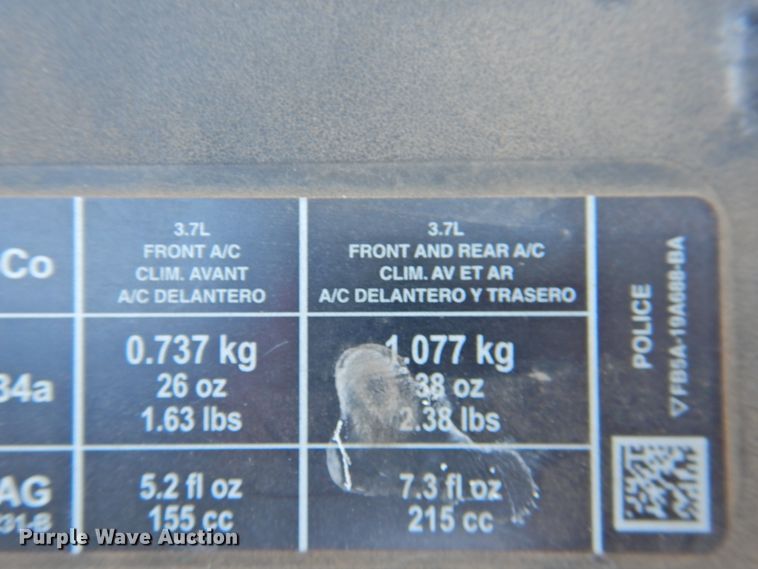 Co
3.7L
FRONT A/C
CLIM. AVANT
A/C DELANTERO
3.7L
FRONT AND REAR A/C
CLIM. AV ET AR
A/C DELANTERO Y TRASERO
34a
0.737 kg
26 oz
1.63 lbs
1.077 kg
38 oz
2.38 lbs
AG
5.2 fl oz
155 cc
7.3 fl oz
215 cc
POLICE
FB5A-19A688-BA
Purple Wave Auction